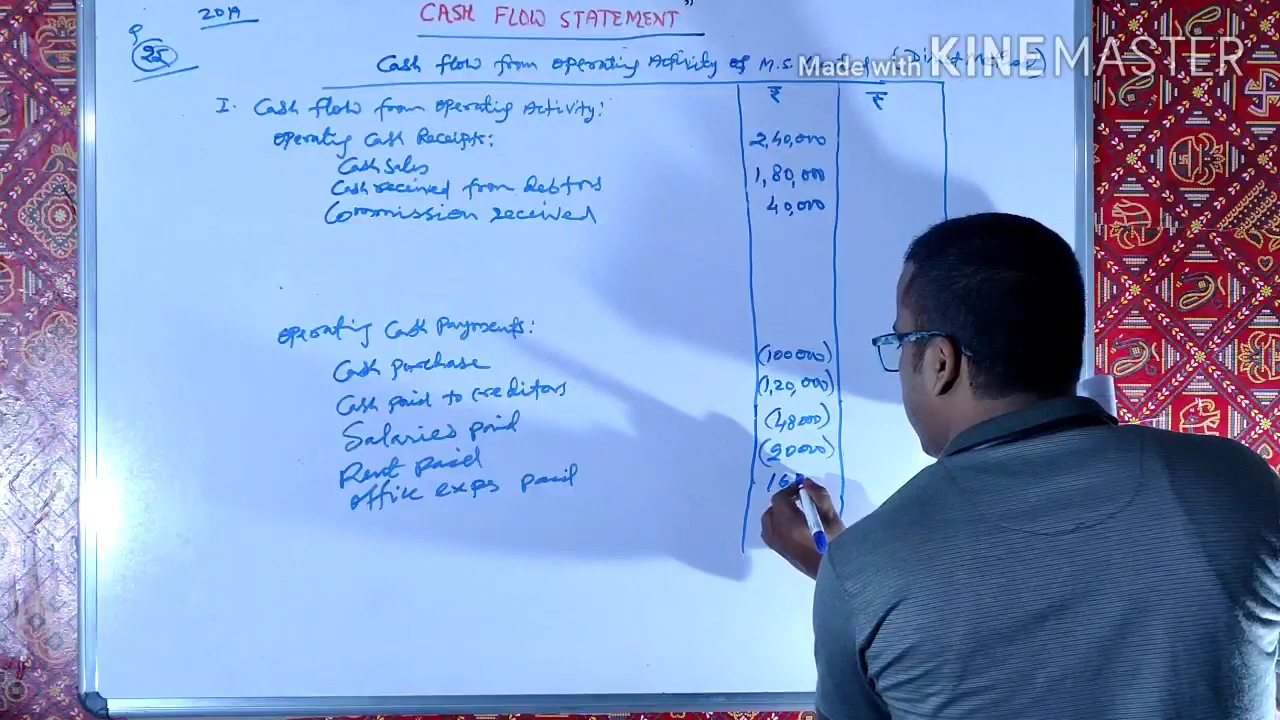 2019
CASH FLOW STATEMENT"
Q
25
Cash flow from operating Activity of M.S.
Made with KINEMASTER
₹ ₹
I. Cash flow from operating Activity:
Operating Cash Receipts:
2,40,000
Cash sales
Cash received from Debtors 1,80,000
Commission received 40,000
Operating Cash Payments:
Cash purchase (100000)
Cash paid to creditors (1,20,000)
Salaries paid (48000)
Rent paid (20000)
office exps paid 16